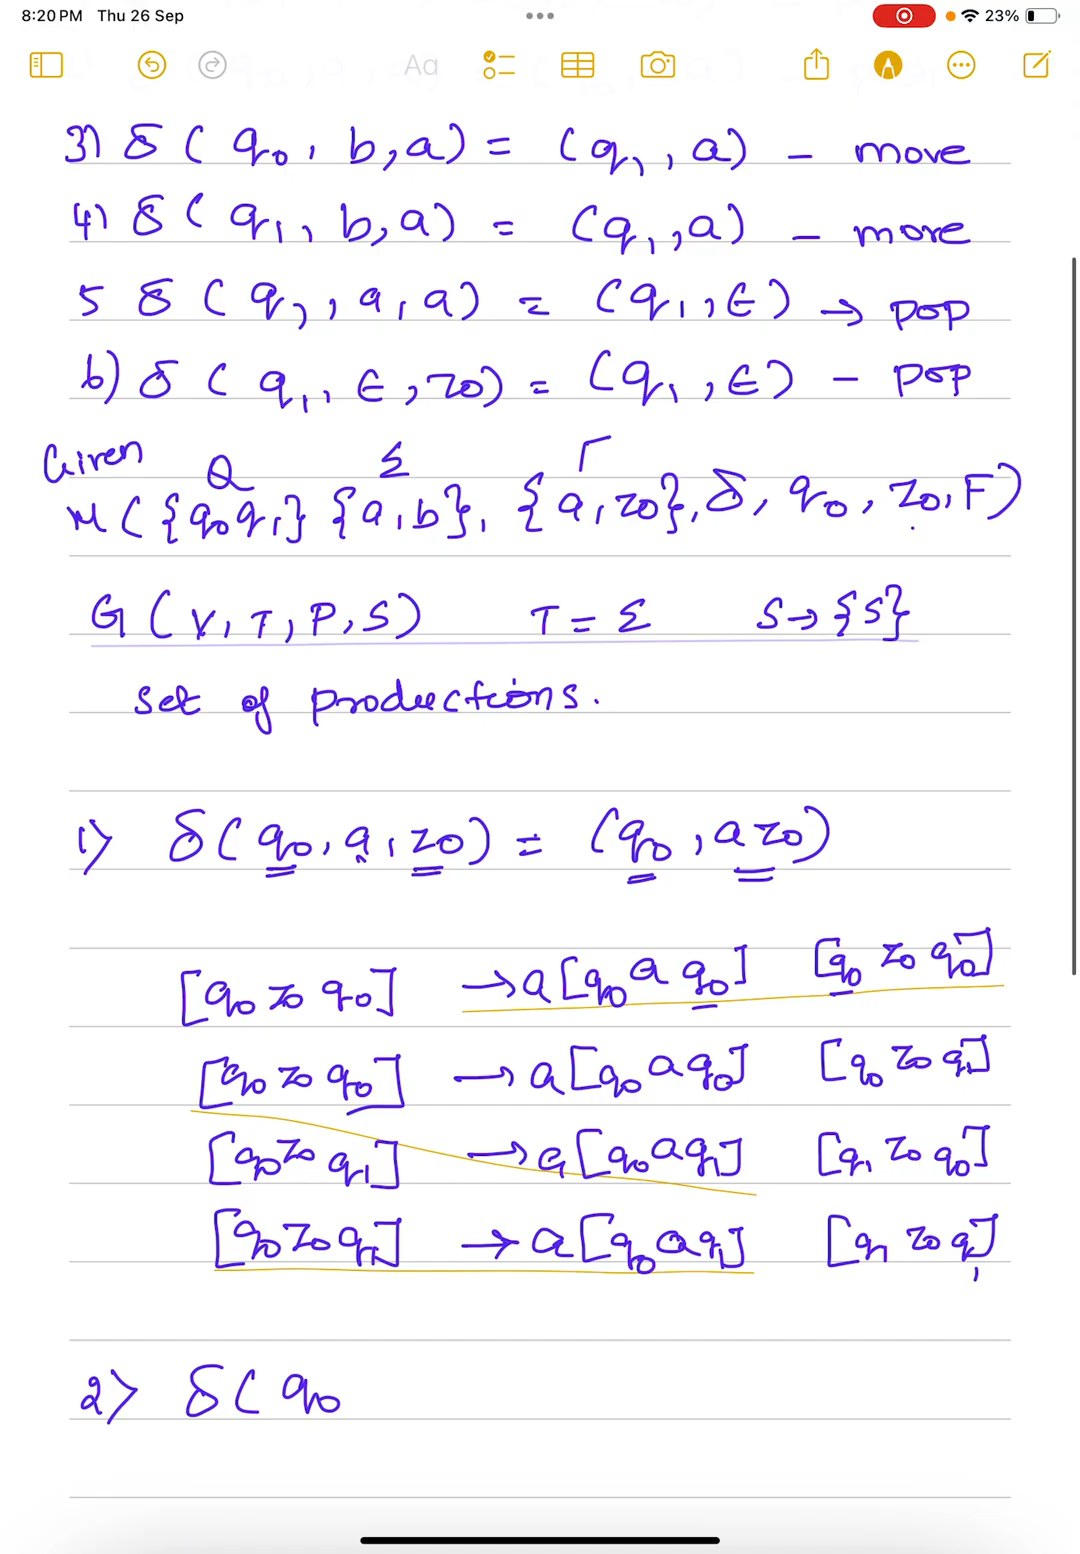 8:20 PM Thu 26 Sep 23%
Aa
3) δ ( q₀, b, a) = (q₁, a) – move
4) δ ( q₁, b, a) = (q₁, a) – move
5 δ ( q₁, a, a) = (q₁, ∈) → pop
6) δ ( q₁, ∈, z0) = (q₁, ∈) – pop
Given Q Σ Γ
M ( {q₀ q₁} {a, b}, {a, z0}, δ, q₀, z₀, F)
G ( V, T, P, S) T = Σ S → {S}
set of productions.
1) δ( q₀, a, z0) = (q₀, a z0)
[q₀ z₀ q₀] → a [q₀ a q₀] [q₀ z₀ q₀]
[q₀ z₀ q₀] → a [q₀ a q₀] [q₀ z₀ q₁]
[q₀ z₀ q₁] → a [q₀ a q₁] [q₁ z₀ q₀]
[q₀ z₀ q₁] → a [q₀ a q₁] [q₁ z₀ q₁]
2) δ( q₀